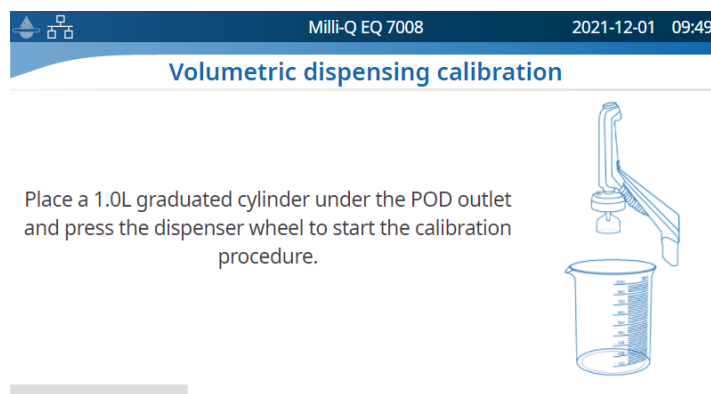 Milli-Q EQ 7008 2021-12-01 09:49
Volumetric dispensing calibration
Place a 1.0L graduated cylinder under the POD outlet
and press the dispenser wheel to start the calibration
procedure.